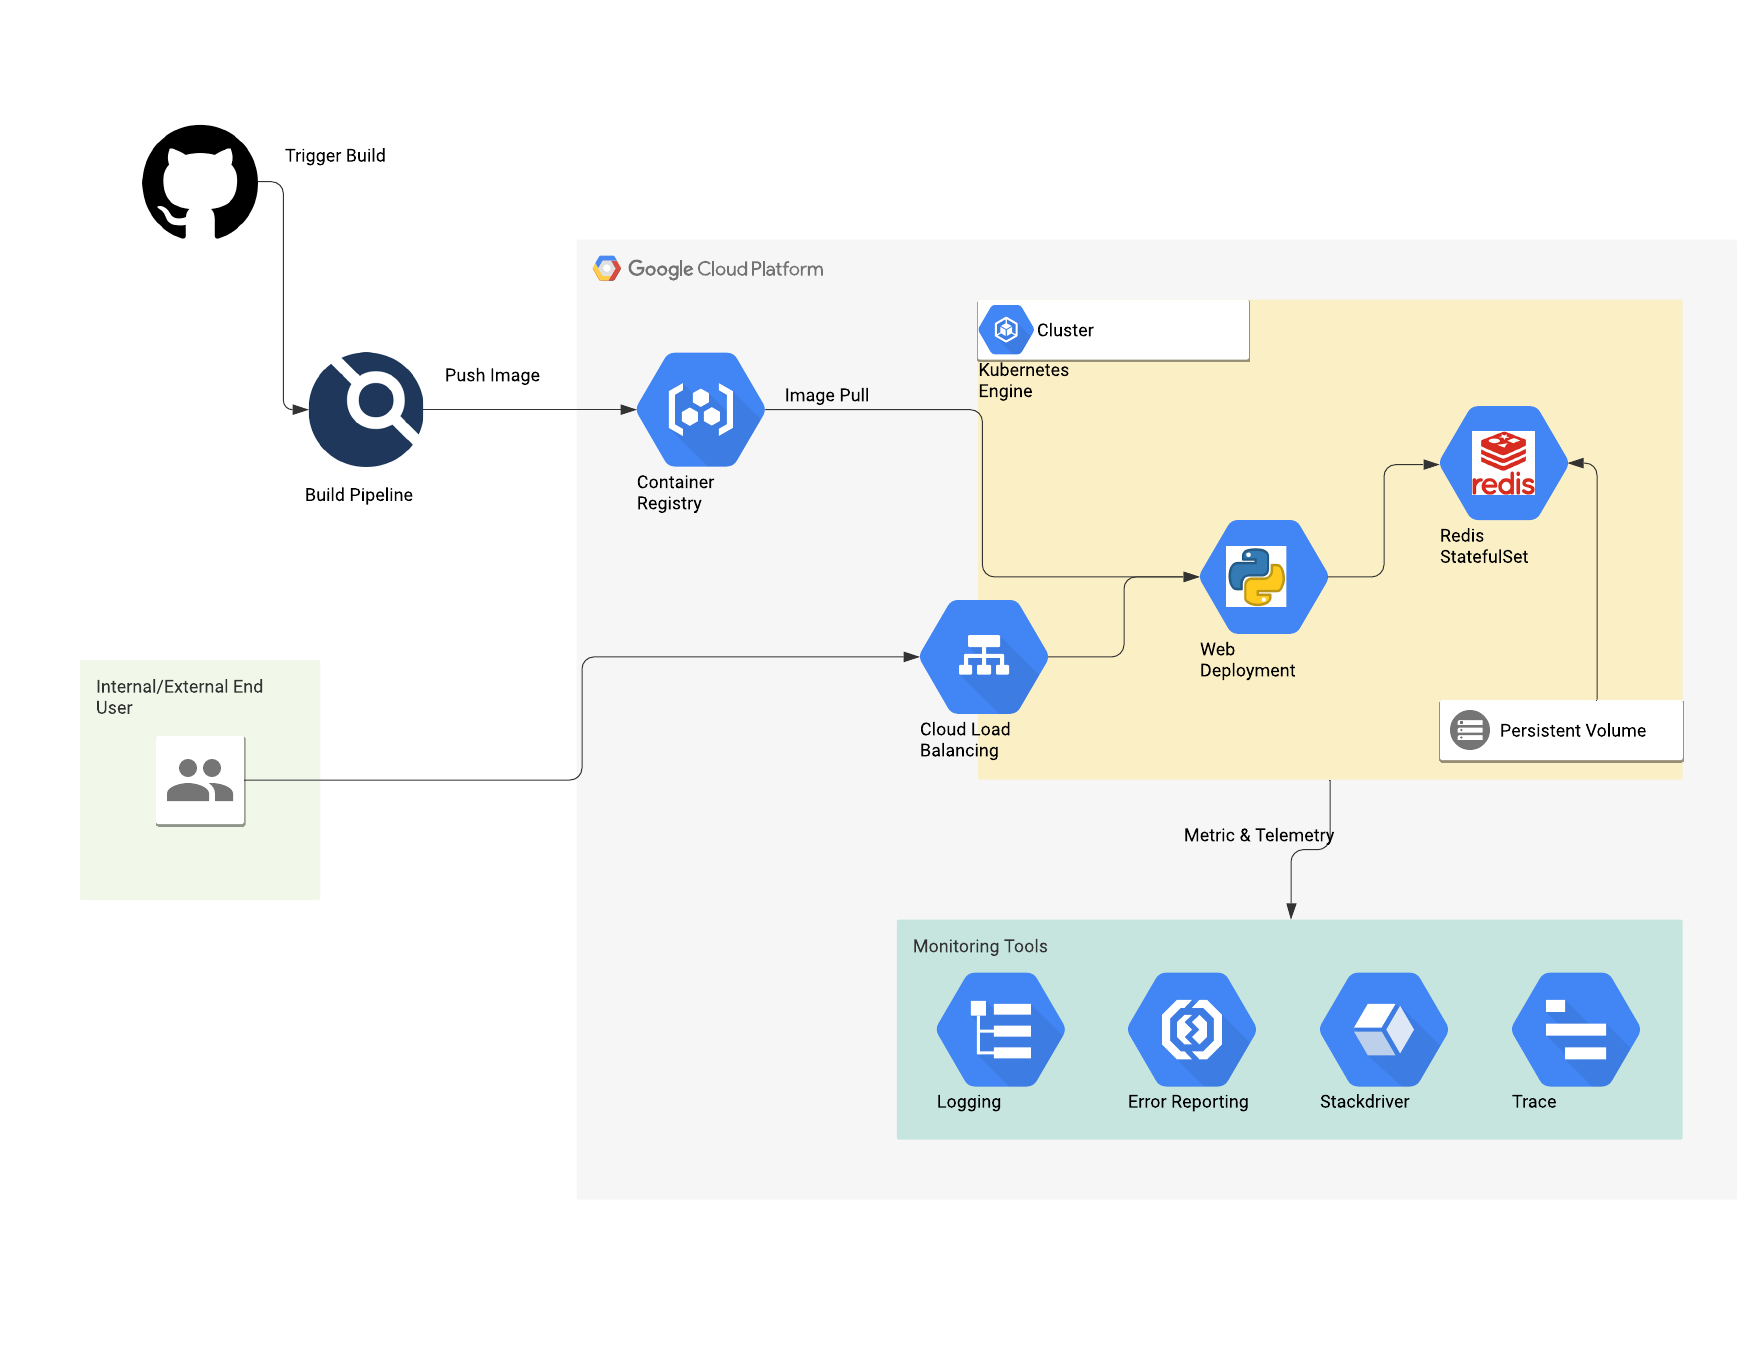 Trigger Build
Google Cloud Platform
Cluster
Kubernetes
Engine
Push Image
Image Pull
Build Pipeline
Container
Registry
redis
Redis
StatefulSet
Web
Deployment
Internal/External End
User
Cloud Load
Balancing
Persistent Volume
Metric & Telemetry
Monitoring Tools
Logging
Error Reporting
Stackdriver
Trace